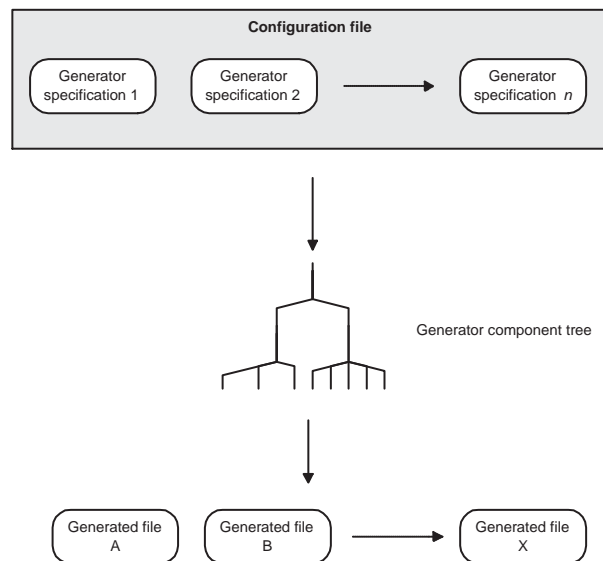 Configuration file
Generator
specification 1
Generator
specification 2
Generator
specification n
Generator component tree
Generated file
A
Generated file
B
Generated file
X